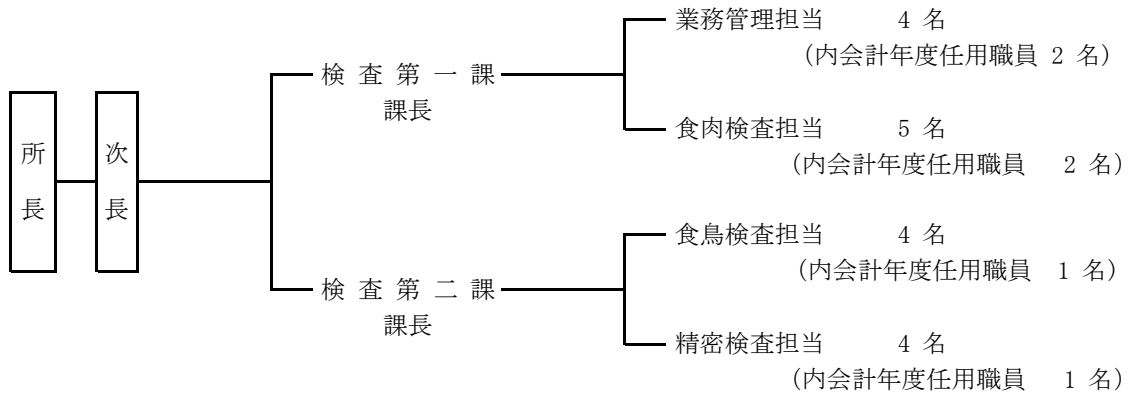 所長
次長
検査第一課
課長
業務管理担当 4 名
(内会計年度任用職員 2 名)
食肉検査担当 5 名
(内会計年度任用職員 2 名)
検査第二課
課長
食鳥検査担当 4 名
(内会計年度任用職員 1 名)
精密検査担当 4 名
(内会計年度任用職員 1 名)